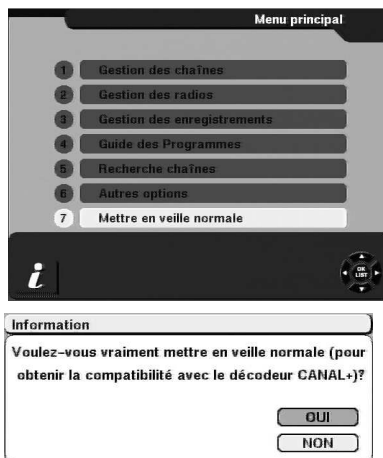 Menu principal
1 Gestion des chaînes
2 Gestion des radios
3 Gestion des enregistrements
4 Guide des Programmes
5 Recherche chaînes
6 Autres options
7 Mettre en veille normale
i
OK
LIST
Information
Voulez-vous vraiment mettre en veille normale (pour
obtenir la compatibilité avec le décodeur CANAL+)?
OUI
NON